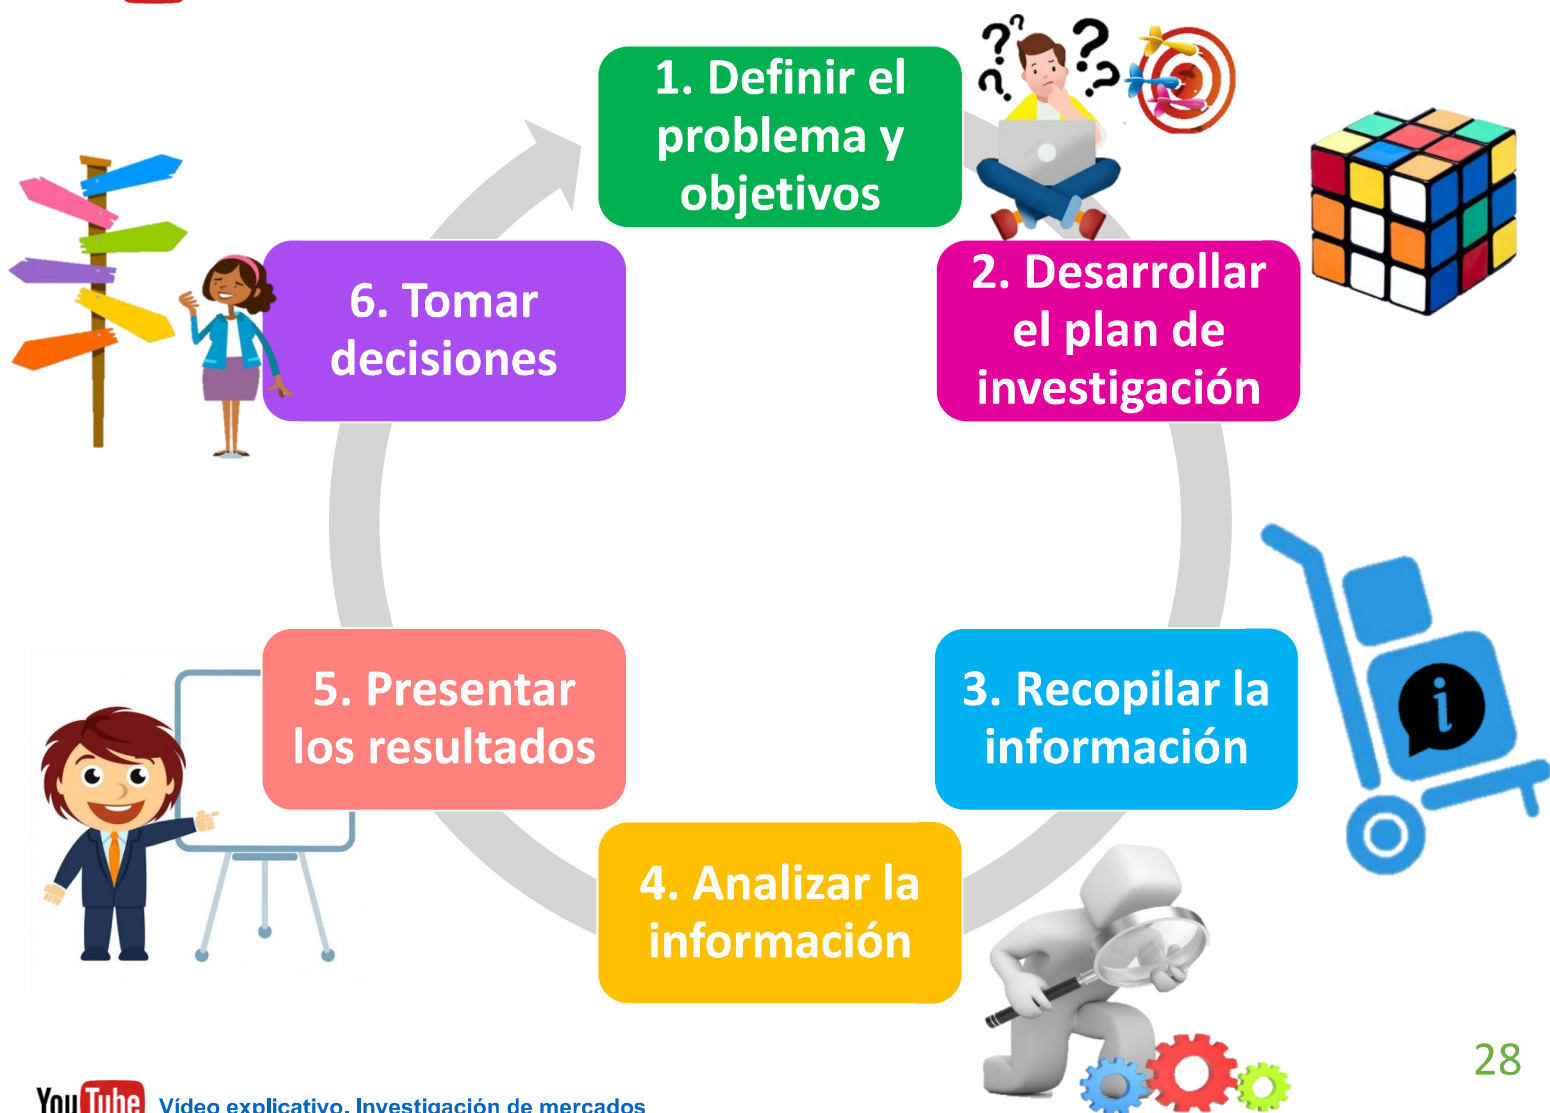 1. Definir el
problema y
objetivos
2. Desarrollar
el plan de
investigación
6. Tomar
decisiones
3. Recopilar la
información
i
5. Presentar
los resultados
4. Analizar la
información
28
YouTube Vídeo explicativo. Investigación de mercados